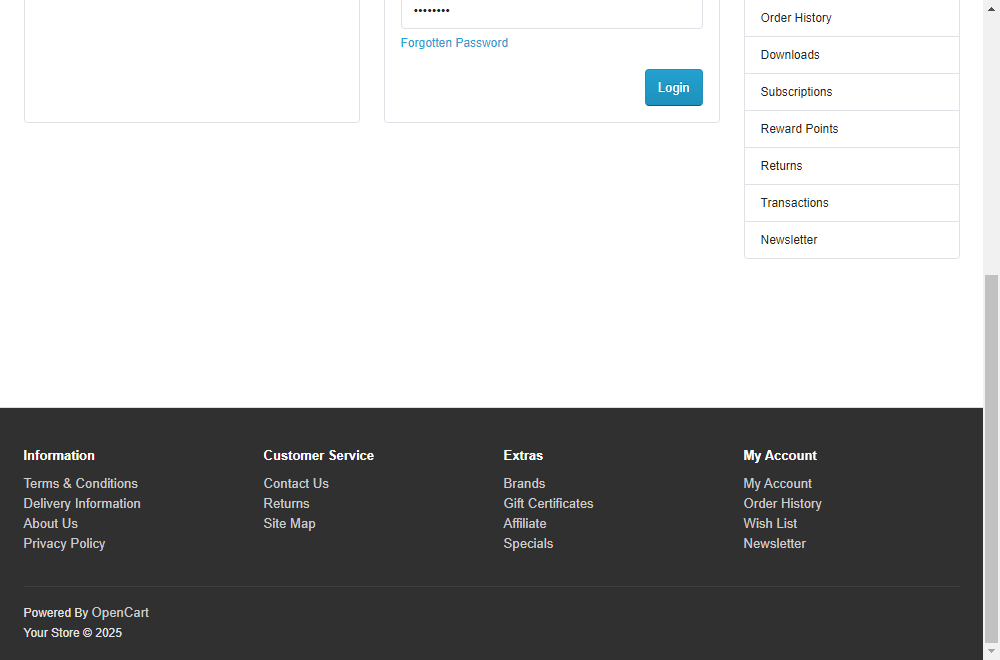 ••••••••
Forgotten Password
Login
Order History
Downloads
Subscriptions
Reward Points
Returns
Transactions
Newsletter
Information
Terms & Conditions
Delivery Information
About Us
Privacy Policy
Customer Service
Contact Us
Returns
Site Map
Extras
Brands
Gift Certificates
Affiliate
Specials
My Account
My Account
Order History
Wish List
Newsletter
Powered By OpenCart
Your Store © 2025